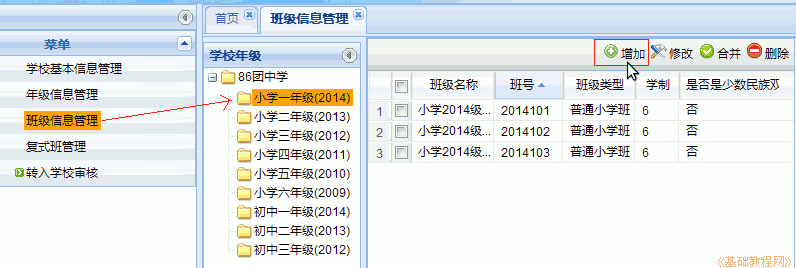 首页
班级信息管理
菜单
学校基本信息管理
年级信息管理
班级信息管理
复式班管理
转入学校审核
学校年级
86团中学
小学一年级(2014)
小学二年级(2013)
小学三年级(2012)
小学四年级(2011)
小学五年级(2010)
小学六年级(2009)
初中一年级(2014)
初中二年级(2013)
初中三年级(2012)
增加 修改 合并 删除
班级名称 班号 班级类型 学制 是否是少数民族双
1 小学2014级... 2014101 普通小学班 6 否
2 小学2014级... 2014102 普通小学班 6 否
3 小学2014级... 2014103 普通小学班 6 否
《基础教程网》